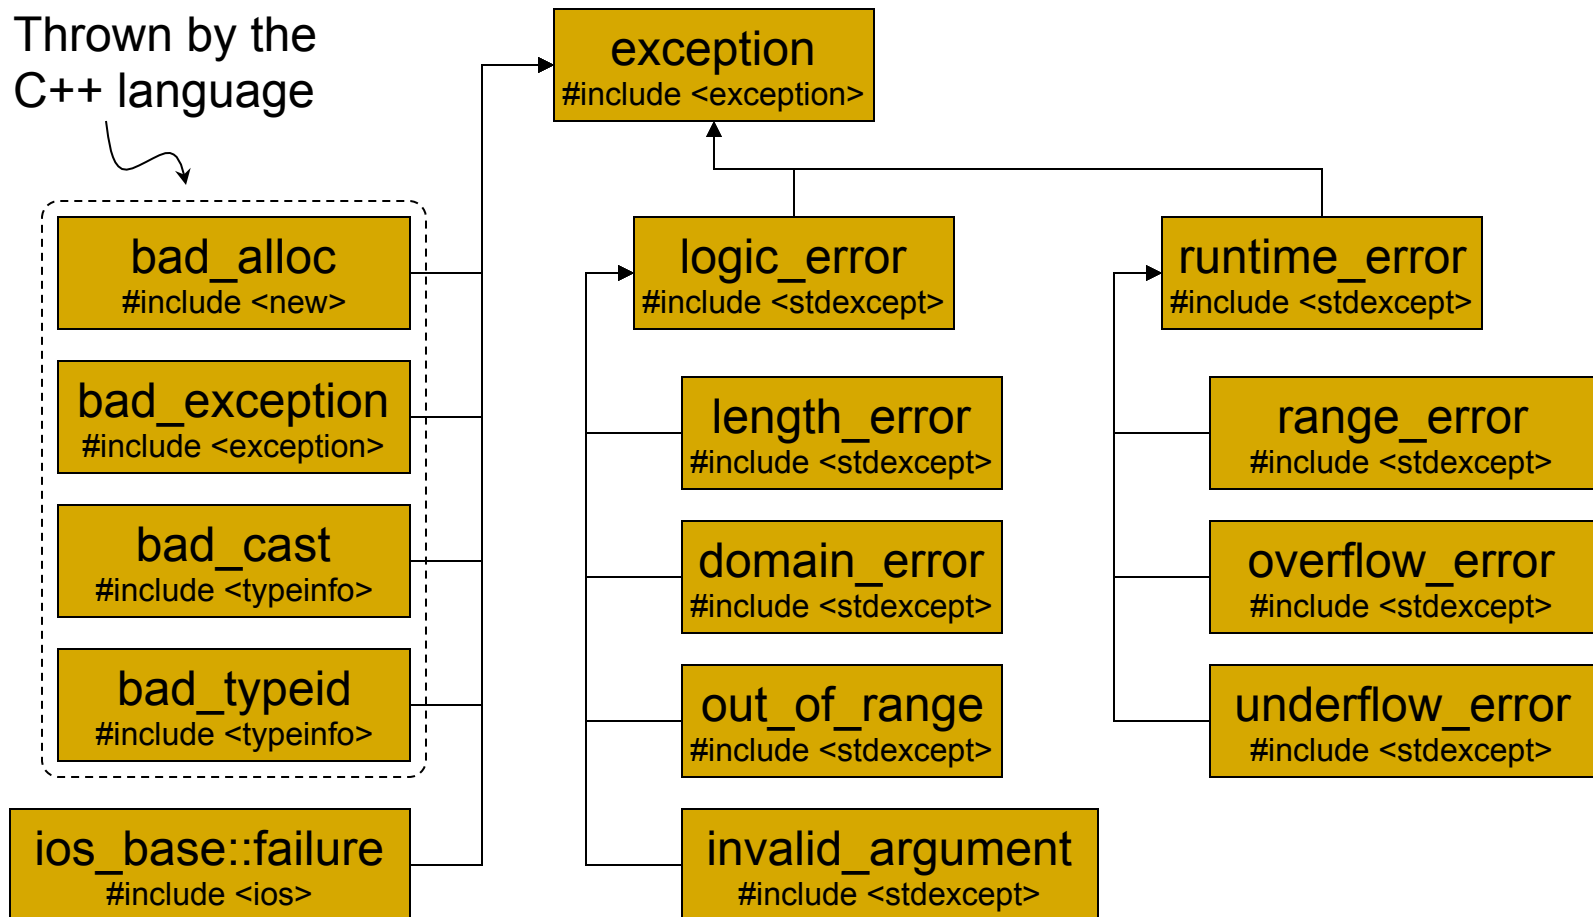 Thrown by the
C++ language
exception
#include <exception>
bad_alloc
#include <new>
bad_exception
#include <exception>
bad_cast
#include <typeinfo>
bad_typeid
#include <typeinfo>
ios_base::failure
#include <ios>
logic_error
#include <stdexcept>
length_error
#include <stdexcept>
domain_error
#include <stdexcept>
out_of_range
#include <stdexcept>
invalid_argument
#include <stdexcept>
runtime_error
#include <stdexcept>
range_error
#include <stdexcept>
overflow_error
#include <stdexcept>
underflow_error
#include <stdexcept>